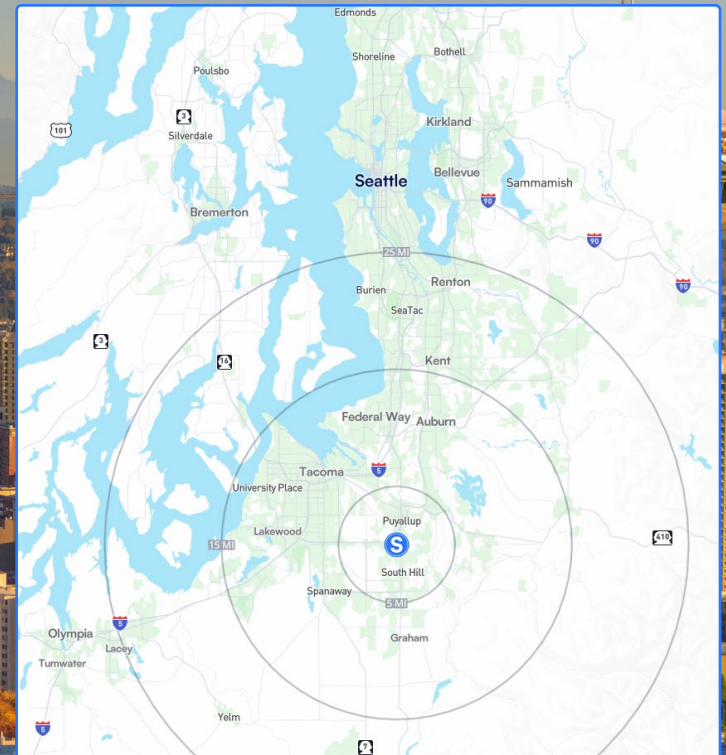 Edmonds
Shoreline
Bothell
Poulsbo
3
Silverdale
101
Kirkland
Seattle
Bellevue
Sammamish
90
Bremerton
90
25 MI
Renton
90
Burien
SeaTac
3
16
Kent
Federal Way
Auburn
Tacoma
5
University Place
Puyallup
Lakewood
15 MI
S
410
South Hill
Spanaway
5 MI
5
Olympia
Graham
Lacey
Tumwater
Yelm
5
7